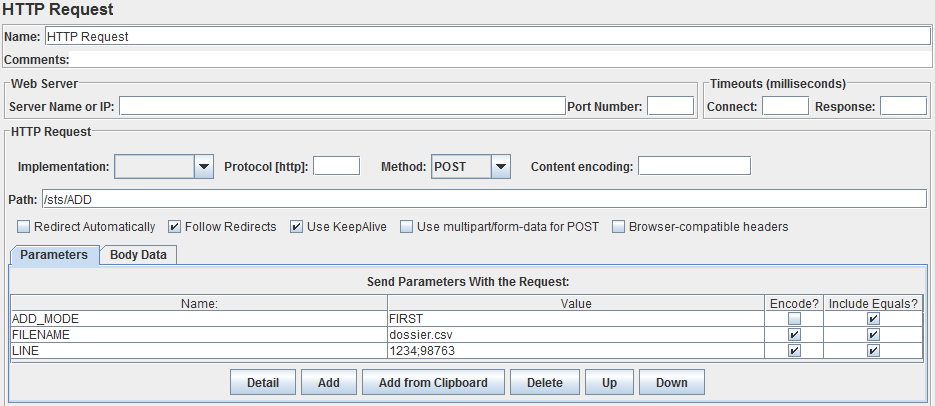 HTTP Request
Name: HTTP Request
Comments:
Web Server Timeouts (milliseconds)
Server Name or IP: Port Number: Connect: Response:
HTTP Request
Implementation: Protocol [http]: Method: POST Content encoding:
Path: /sts/ADD
Redirect Automatically Follow Redirects Use KeepAlive Use multipart/form-data for POST Browser-compatible headers
Parameters Body Data
Send Parameters With the Request:
Name: Value Encode? Include Equals?
ADD_MODE FIRST
FILENAME dossier.csv
LINE 1234;98763
Detail Add Add from Clipboard Delete Up Down